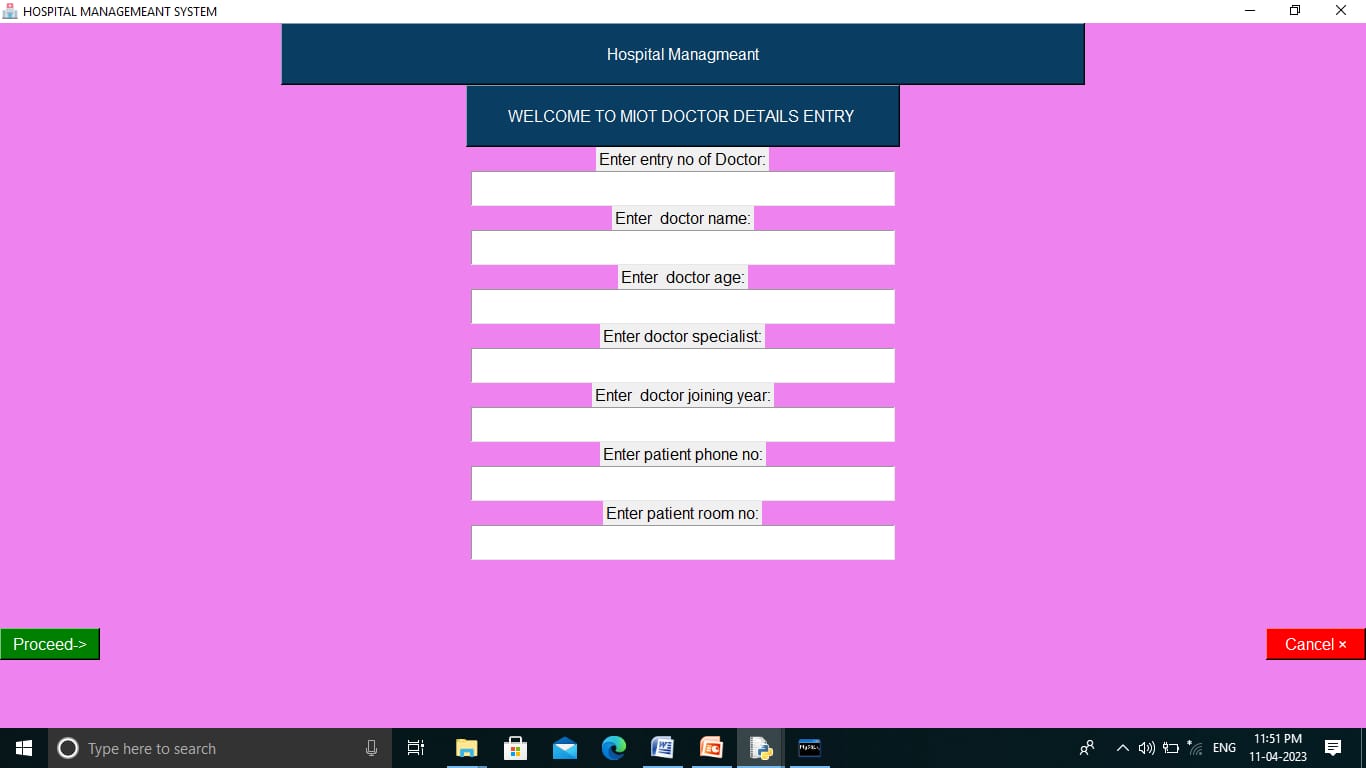 HOSPITAL MANAGEMEANT SYSTEM
Hospital Managmeant
WELCOME TO MIOT DOCTOR DETAILS ENTRY
Enter entry no of Doctor:
Enter  doctor name:
Enter  doctor age:
Enter doctor specialist:
Enter  doctor joining year:
Enter patient phone no:
Enter patient room no:
Proceed->
Cancel ×
Type here to search
ENG
11:51 PM
11-04-2023